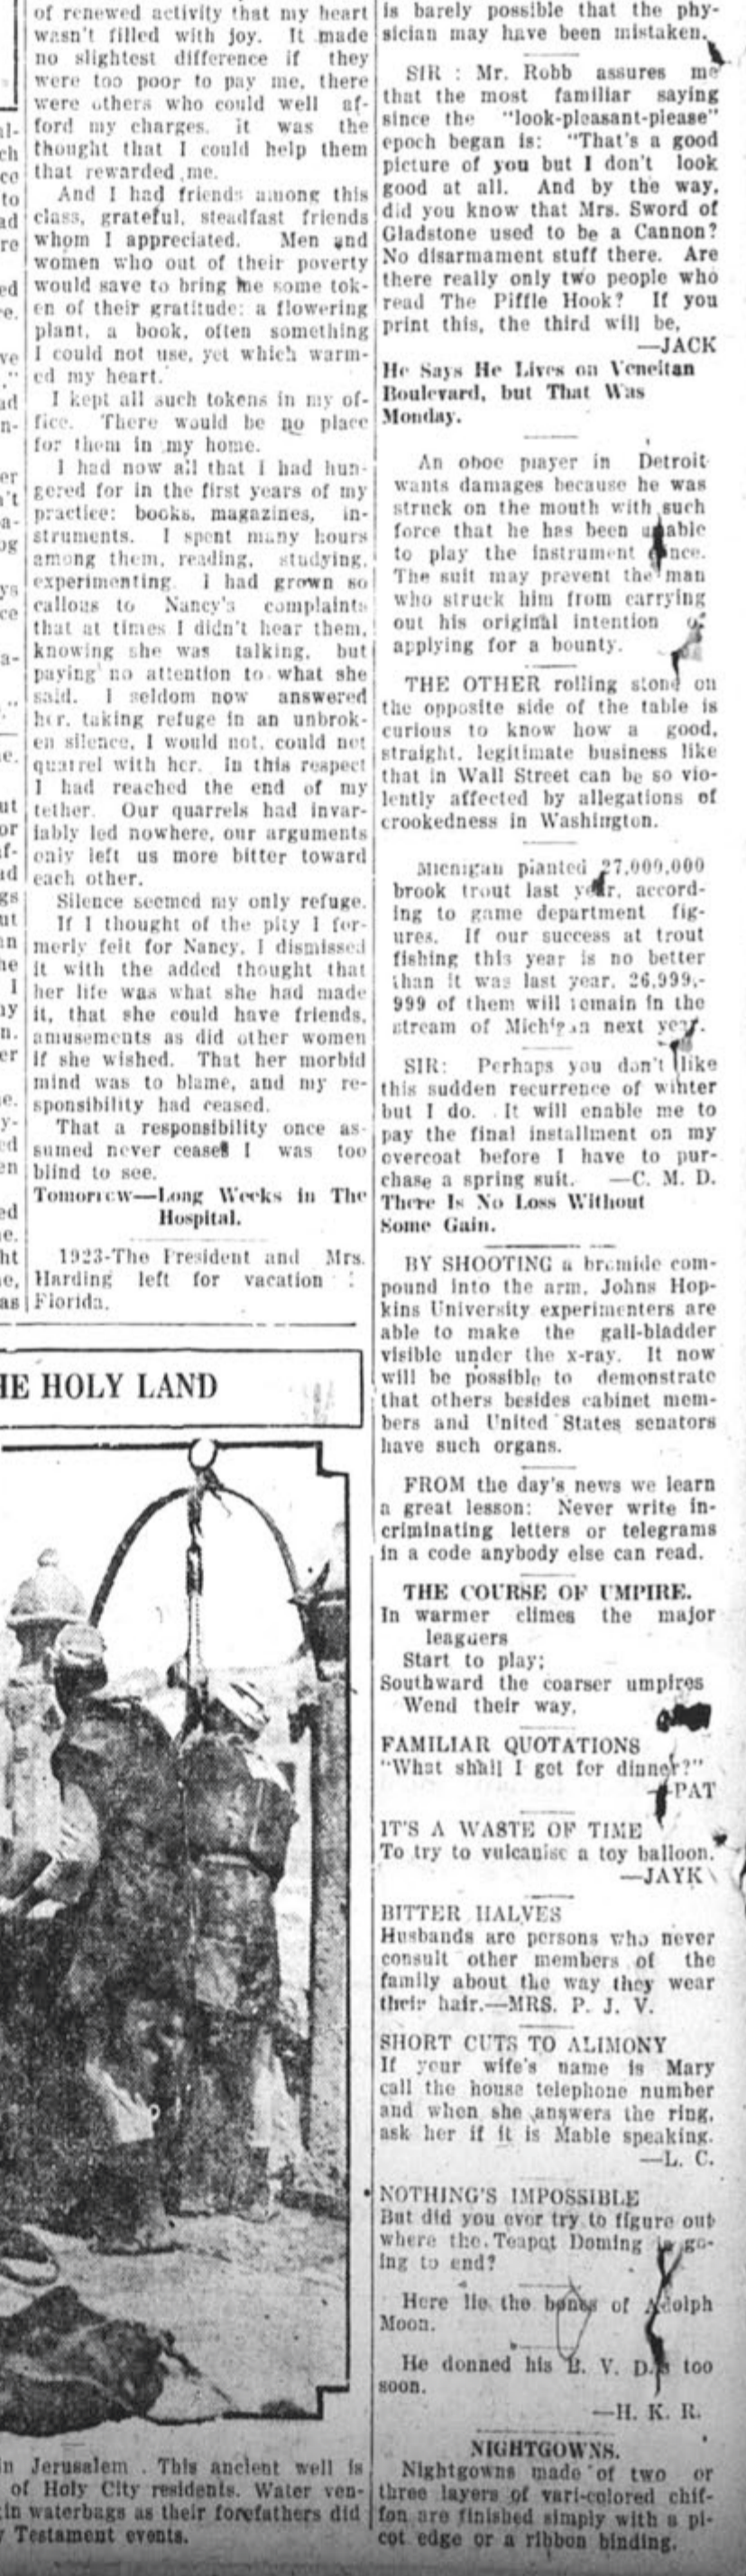 of renewed activity that my heart
wasn't filled with joy. It made
no slightest difference if they
were too poor to pay me, there
were others who could well af-
ford my charges. it was the
thought that I could help them
that rewarded me.
And I had friends among this
class, grateful, steadfast friends
whom I appreciated. Men and
women who out of their poverty
would save to bring me some tok-
en of their gratitude: a flowering
plant, a book, often something
I could not use, yet which warm-
ed my heart.
I kept all such tokens in my of-
fice. There would be no place
for them in my home.
I had now all that I had hun-
gered for in the first years of my
practice: books, magazines, in-
struments. I spent many hours
among them, reading, studying,
experimenting. I had grown so
callous to Nancy's complaints
that at times I didn't hear them,
knowing she was talking, but
paying no attention to what she
said. I seldom now answered
her, taking refuge in an unbrok-
en silence, I would not, could not
quarrel with her. In this respect
I had reached the end of my
tether. Our quarrels had invar-
iably led nowhere, our arguments
only left us more bitter toward
each other.
Silence seemed my only refuge.
If I thought of the pity I for-
merly felt for Nancy, I dismissed
it with the added thought that
her life was what she had made
it, that she could have friends,
amusements as did other women
if she wished. That her morbid
mind was to blame, and my re-
sponsibility had ceased.
That a responsibility once as-
sumed never ceases I was too
blind to see.
Tomorrow—Long Weeks in The
Hospital.
1923-The President and Mrs.
Harding left for vacation :
Florida.
HE HOLY LAND
in Jerusalem . This ancient well is
of Holy City residents. Water ven-
in waterbags as their forefathers did
Testament events.
is barely possible that the phy-
sician may have been mistaken.
SIR : Mr. Robb assures me
that the most familiar saying
since the "look-pleasant-please"
epoch began is: "That's a good
picture of you but I don't look
good at all. And by the way,
did you know that Mrs. Sword of
Gladstone used to be a Cannon?
No disarmament stuff there. Are
there really only two people who
read The Piffle Hook? If you
print this, the third will be,
—JACK
He Says He Lives on Veneitan
Boulevard, but That Was
Monday.
An oboe player in Detroit
wants damages because he was
struck on the mouth with such
force that he has been unable
to play the instrument since.
The suit may prevent the man
who struck him from carrying
out his original intention of
applying for a bounty.
THE OTHER rolling stone on
the opposite side of the table is
curious to know how a good,
straight, legitimate business like
that in Wall Street can be so vio-
lently affected by allegations of
crookedness in Washington.
Michigan planted 27,000,000
brook trout last year, accord-
ing to game department fig-
ures. If our success at trout
fishing this year is no better
than it was last year, 26,999,-
999 of them will remain in the
stream of Michigan next year.
SIR: Perhaps you don't like
this sudden recurrence of winter
but I do. It will enable me to
pay the final installment on my
overcoat before I have to pur-
chase a spring suit. —C. M. D.
There Is No Loss Without
Some Gain.
BY SHOOTING a bromide com-
pound into the arm, Johns Hop-
kins University experimenters are
able to make the gall-bladder
visible under the x-ray. It now
will be possible to demonstrate
that others besides cabinet mem-
bers and United States senators
have such organs.
FROM the day's news we learn
a great lesson: Never write in-
criminating letters or telegrams
in a code anybody else can read.
THE COURSE OF UMPIRE.
In warmer climes the major
leaguers
Start to play;
Southward the coarser umpires
Wend their way.
FAMILIAR QUOTATIONS
"What shall I get for dinner?"
—PAT
IT'S A WASTE OF TIME
To try to vulcanise a toy balloon.
—JAYK
BITTER HALVES
Husbands are persons who never
consult other members of the
family about the way they wear
their hair.—MRS. P. J. V.
SHORT CUTS TO ALIMONY
If your wife's name is Mary
call the house telephone number
and when she answers the ring,
ask her if it is Mable speaking.
—L. C.
NOTHING'S IMPOSSIBLE
But did you ever try to figure out
where the Teapot Doming is go-
ing to end?
Here lie the bones of Adolph
Moon.
He donned his B. V. D.s too
soon.
—H. K. R.
NIGHTGOWNS.
Nightgowns made of two or
three layers of vari-colored chif-
fon are finished simply with a pi-
cot edge or a ribbon binding.